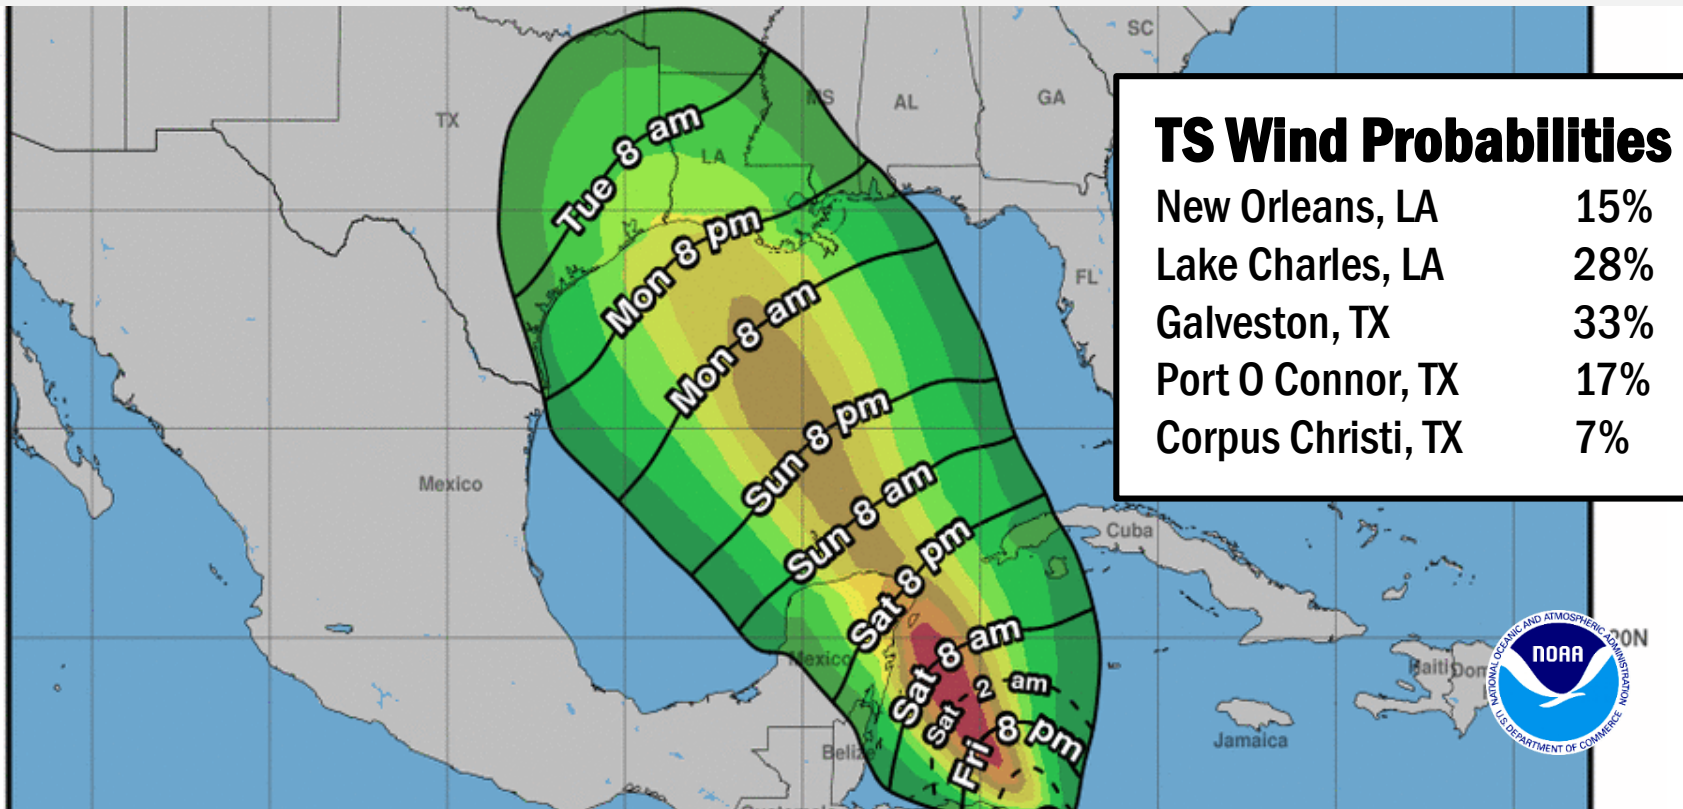 SC
MS
AL
GA
TX
LA
FL
Tue 8 am
Mon 8 pm
Mon 8 am
Sun 8 pm
Sun 8 am
Sat 8 pm
Sat 8 am
Sat 2 am
Fri 8 pm
Mexico
Cuba
Mexico
Belize
Jamaica
Haiti
20N
TS Wind Probabilities
New Orleans, LA 15%
Lake Charles, LA 28%
Galveston, TX 33%
Port O Connor, TX 17%
Corpus Christi, TX 7%
NATIONAL OCEANIC AND ATMOSPHERIC ADMINISTRATION
NOAA
U.S. DEPARTMENT OF COMMERCE